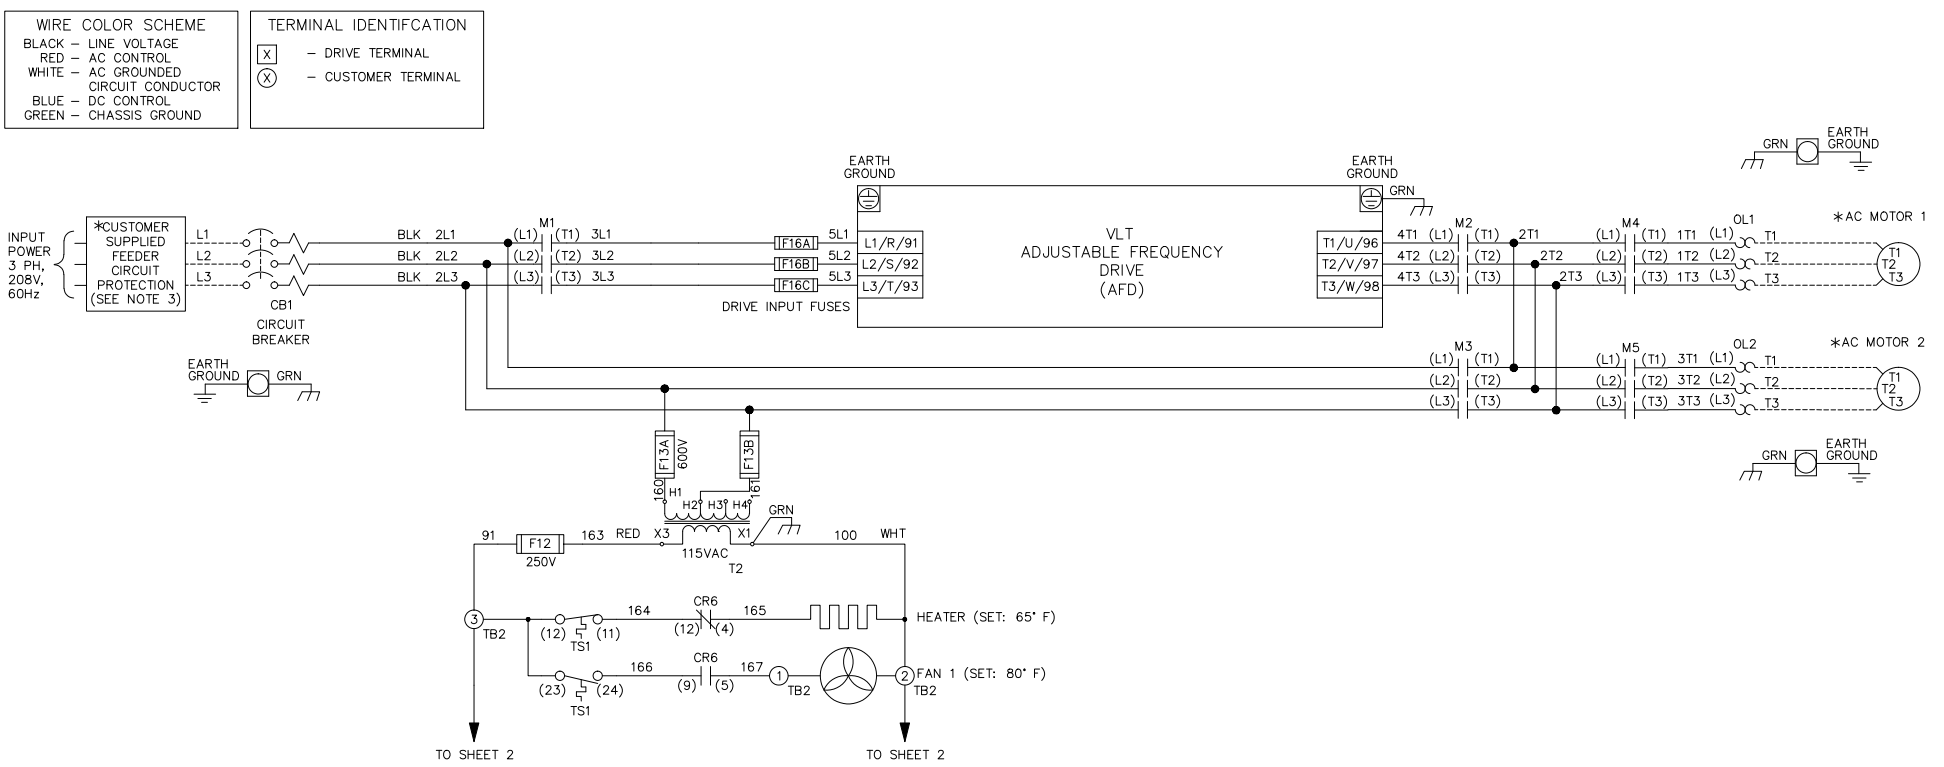 WIRE COLOR SCHEME
BLACK – LINE VOLTAGE
RED – AC CONTROL
WHITE – AC GROUNDED
CIRCUIT CONDUCTOR
BLUE – DC CONTROL
GREEN – CHASSIS GROUND
TERMINAL IDENTIFCATION
X – DRIVE TERMINAL
X – CUSTOMER TERMINAL
INPUT
POWER
3 PH,
208V,
60Hz
*CUSTOMER
SUPPLIED
FEEDER
CIRCUIT
PROTECTION
(SEE NOTE 3)
L1
L2
L3
CB1
CIRCUIT
BREAKER
EARTH
GROUND
GRN
BLK 2L1
BLK 2L2
BLK 2L3
M1
(L1) (T1) 3L1
(L2) (T2) 3L2
(L3) (T3) 3L3
F16A 5L1
F16B 5L2
F16C 5L3
DRIVE INPUT FUSES
EARTH
GROUND
L1/R/91
L2/S/92
L3/T/93
VLT
ADJUSTABLE FREQUENCY
DRIVE
(AFD)
EARTH
GROUND
GRN
T1/U/96
T2/V/97
T3/W/98
M2
4T1 (L1) (T1) 2T1
4T2 (L2) (T2) 2T2
4T3 (L3) (T3) 2T3
M4
(L1) (T1) 1T1 (L1)
(L2) (T2) 1T2 (L2)
(L3) (T3) 1T3 (L3)
OL1
T1
T2
T3
*AC MOTOR 1
T1
T2
T3
GRN
EARTH
GROUND
M3
(L1) (T1)
(L2) (T2)
(L3) (T3)
M5
(L1) (T1) 3T1 (L1)
(L2) (T2) 3T2 (L2)
(L3) (T3) 3T3 (L3)
OL2
T1
T2
T3
*AC MOTOR 2
T1
T2
T3
GRN
EARTH
GROUND
F13A
600V
F13B
160
161
H1
H2 H3 H4
GRN
91
F12
250V
163 RED X3
X1
115VAC
T2
100 WHT
3
TB2
(12) (11)
TS1
164
CR6
(12) (4)
165
HEATER (SET: 65° F)
(23) (24)
TS1
166
CR6
(9) (5)
167
1
TB2
2
TB2
FAN 1 (SET: 80° F)
TO SHEET 2
TO SHEET 2